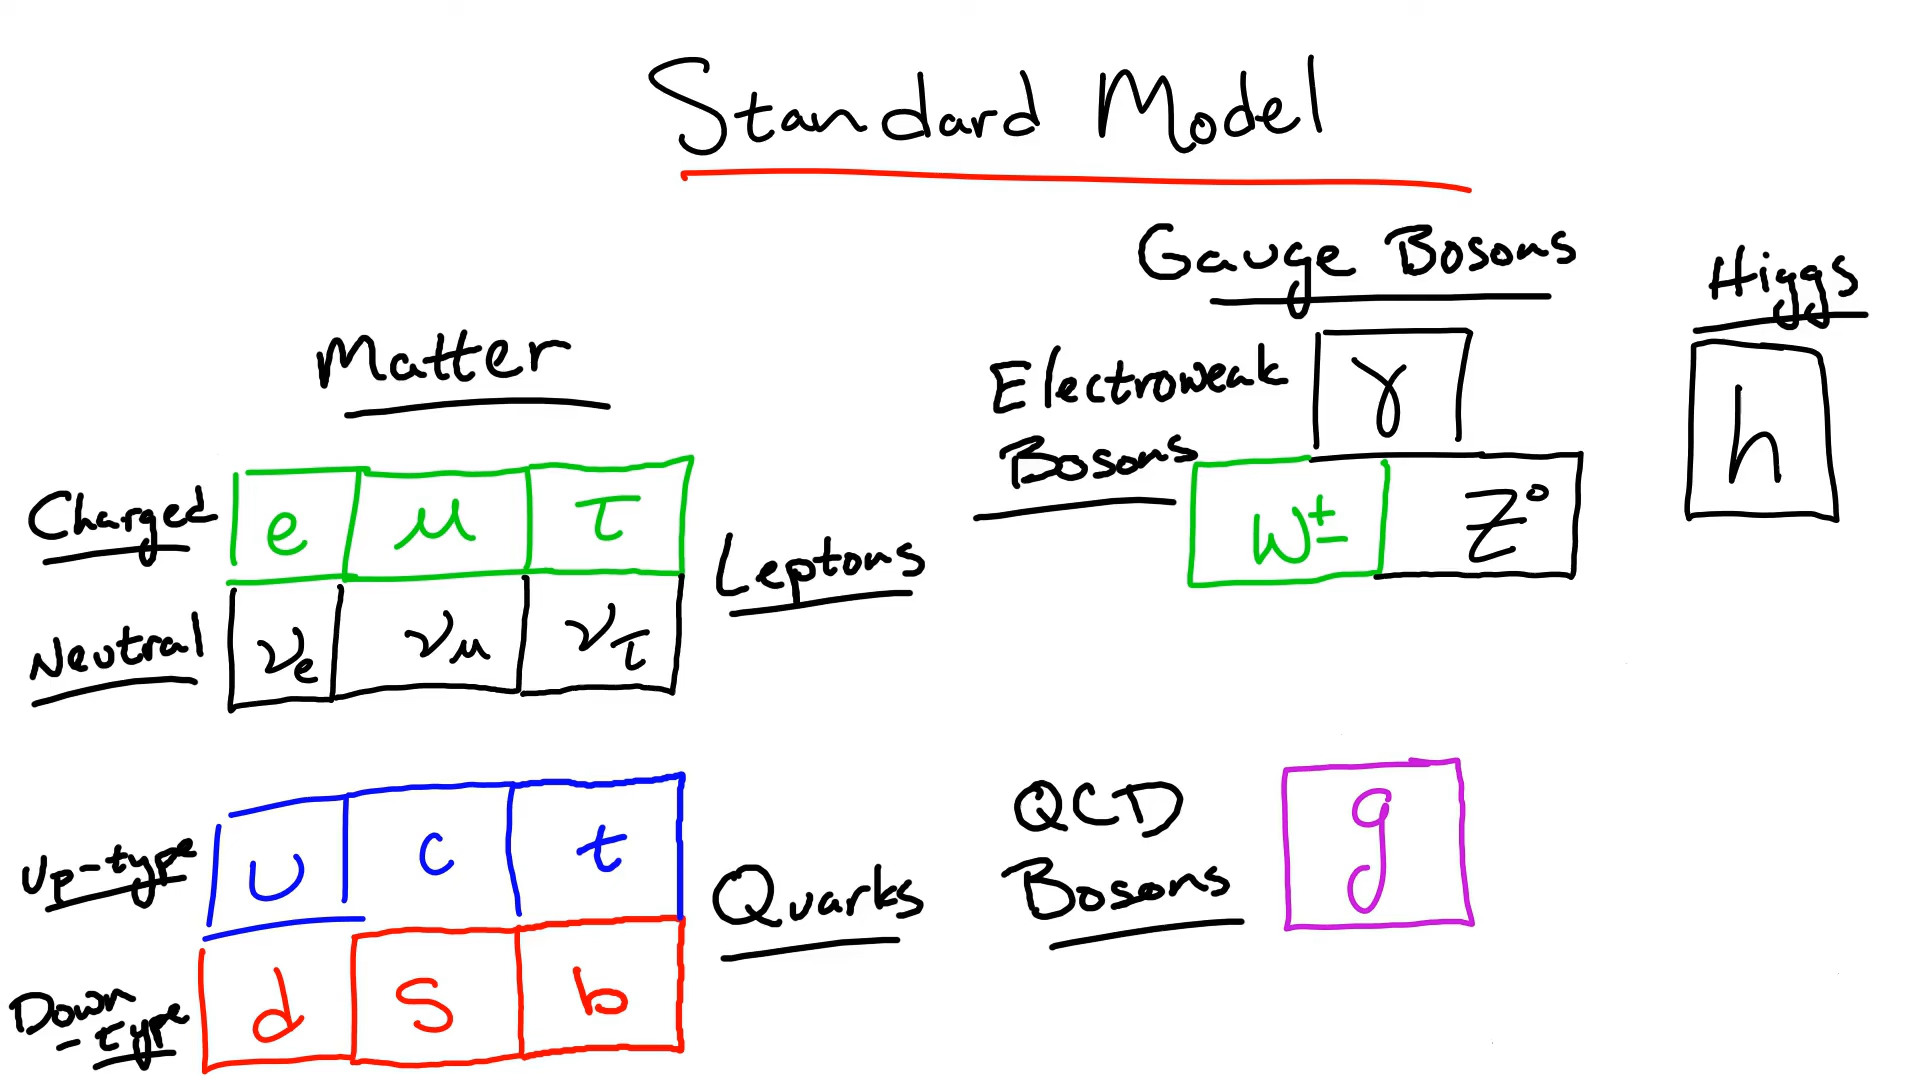 Standard Model
Matter
Charged e μ τ
Neutral νe νμ ντ
Leptons
Up-type u c t
Down
-type d s b
Quarks
Gauge Bosons
Electroweak
Bosons
γ
W± Z⁰
QCD
Bosons
g
Higgs
h